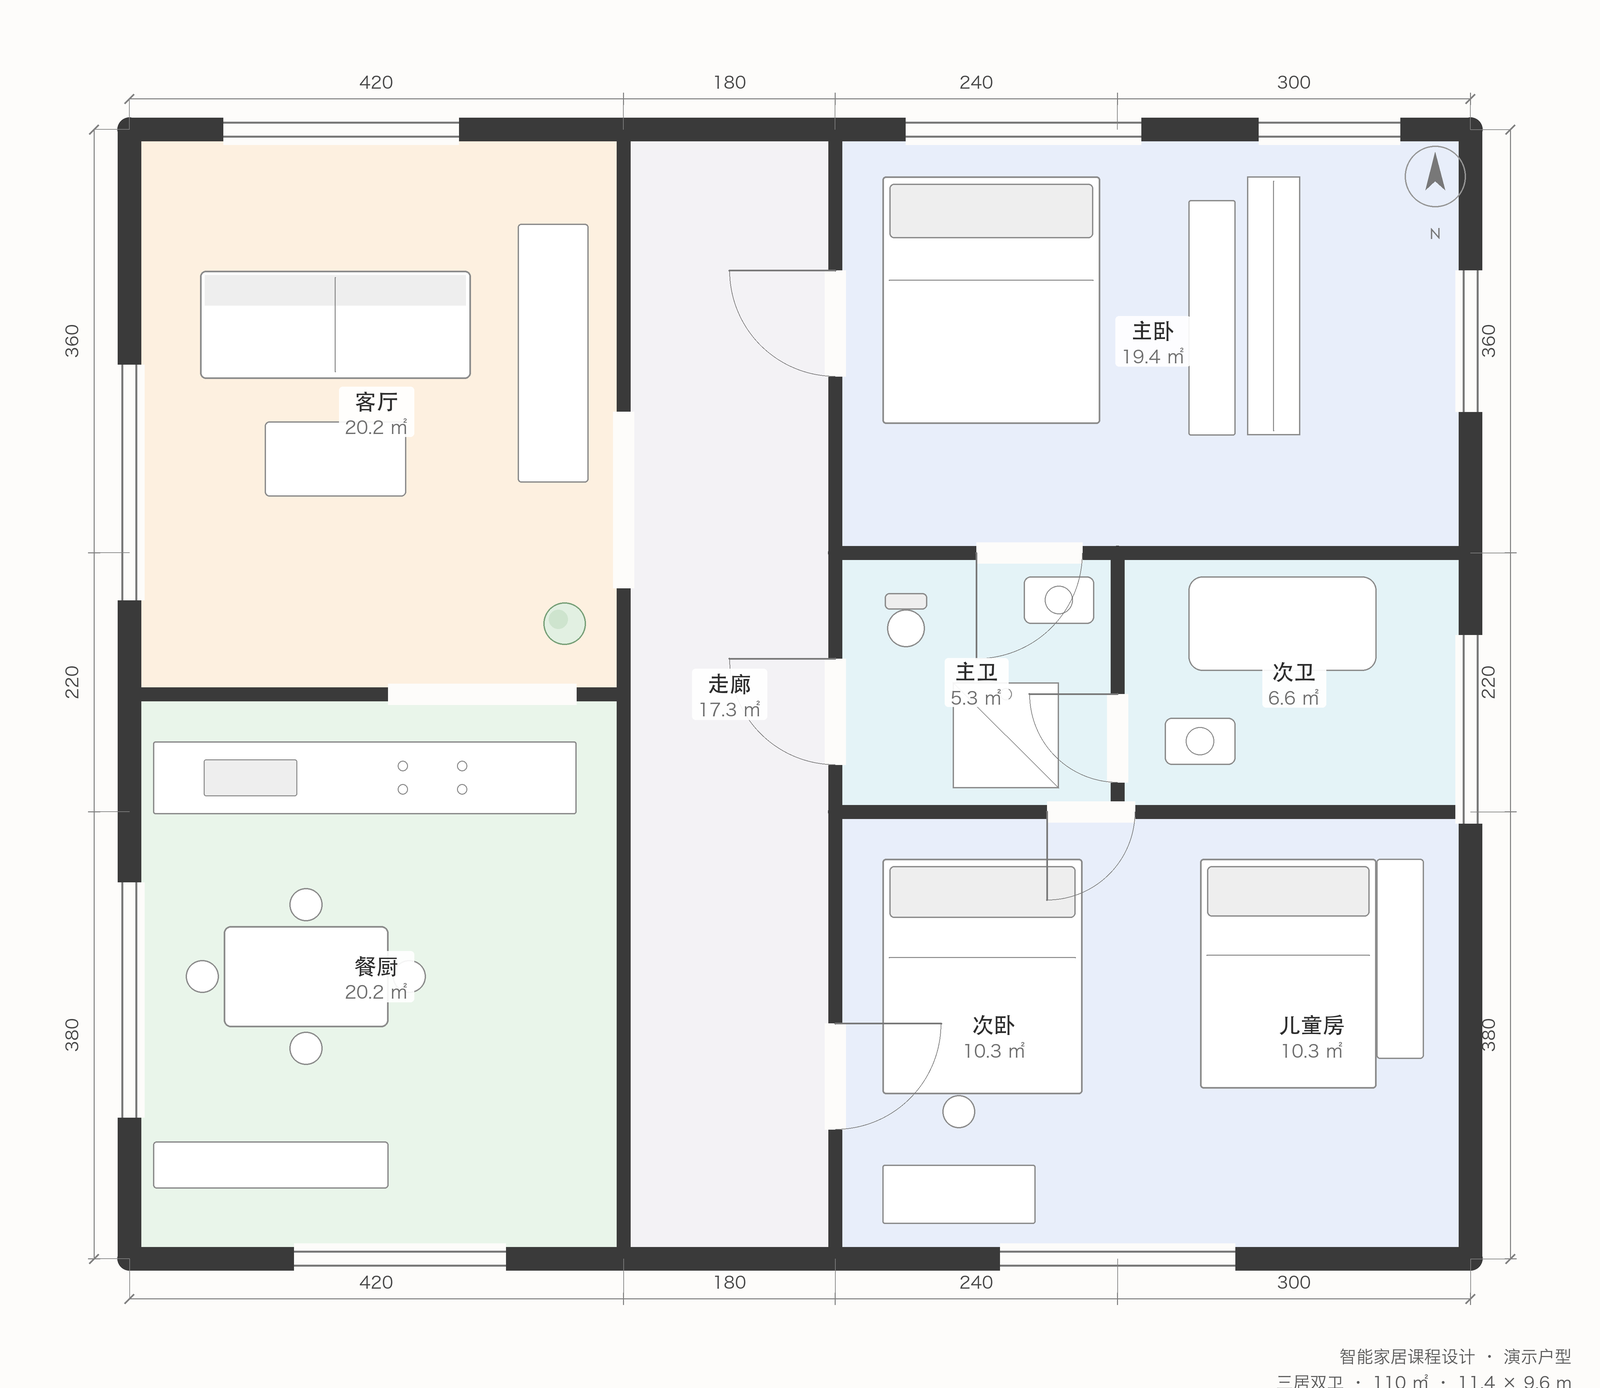 420 180 240 300
N
360
360
主卧
19.4 ㎡
客厅
20.2 ㎡
220
220
走廊
17.3 ㎡
主卫
5.3 ㎡
次卫
6.6 ㎡
餐厨
20.2 ㎡
次卧
10.3 ㎡
儿童房
10.3 ㎡
380
380
420 180 240 300
智能家居课程设计 · 演示户型
三居双卫 · 110 ㎡ · 11.4 × 9.6 m